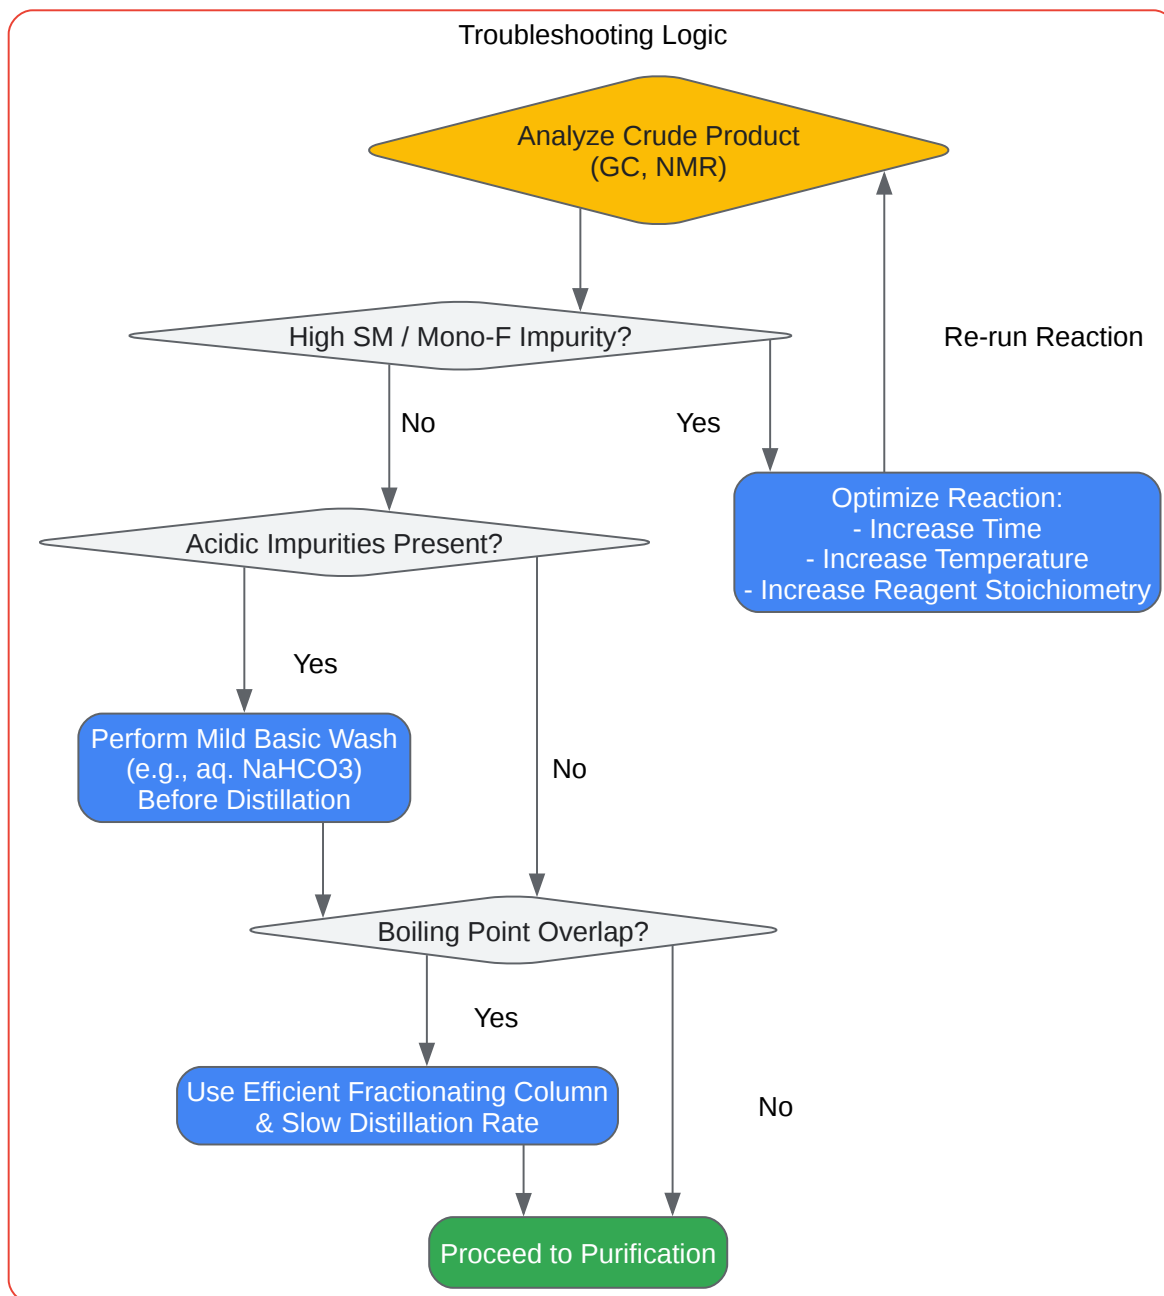 Troubleshooting Logic
Analyze Crude Product
(GC, NMR)
High SM / Mono-F Impurity?
Re-run Reaction
No
Yes
Optimize Reaction:
- Increase Time
- Increase Temperature
- Increase Reagent Stoichiometry
Acidic Impurities Present?
Yes
Perform Mild Basic Wash
(e.g., aq. NaHCO3)
Before Distillation
No
Boiling Point Overlap?
Yes
Use Efficient Fractionating Column
& Slow Distillation Rate
No
Proceed to Purification